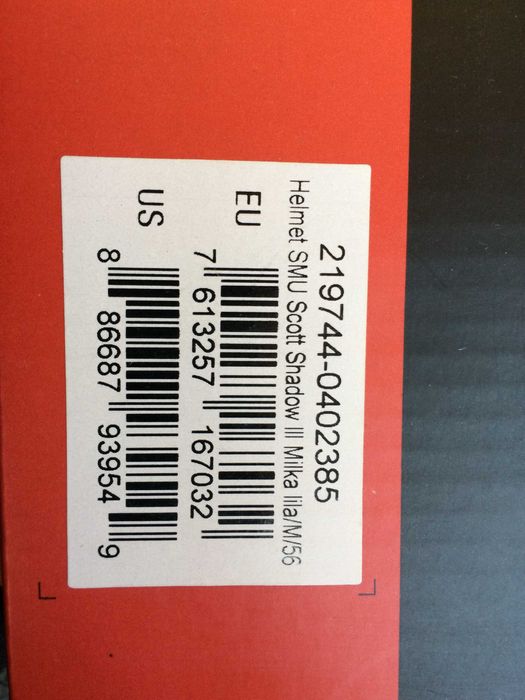 219744-0402385
Helmet SMU Scott Shadow III Milka lila/M/56
EU
7 613257 167032
US
8 86687 93954 9